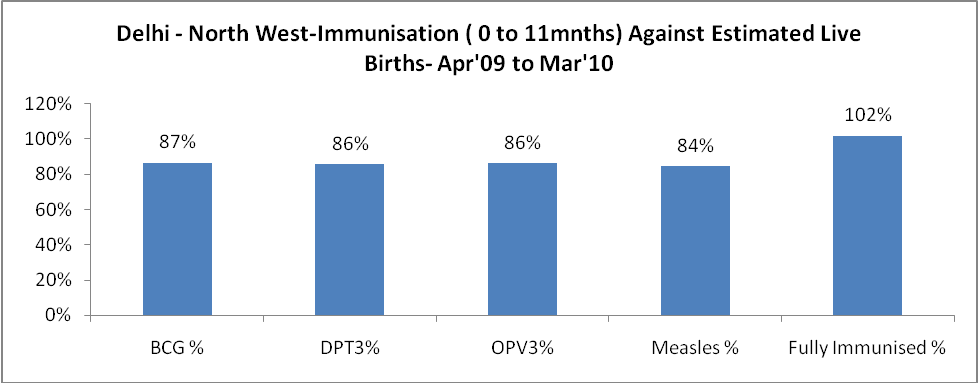 Delhi - North West-Immunisation ( 0 to 11mnths) Against Estimated Live
Births- Apr'09 to Mar'10
120%
100%
80%
60%
40%
20%
0%
87%
86%
86%
84%
102%
BCG %
DPT3%
OPV3%
Measles %
Fully Immunised %